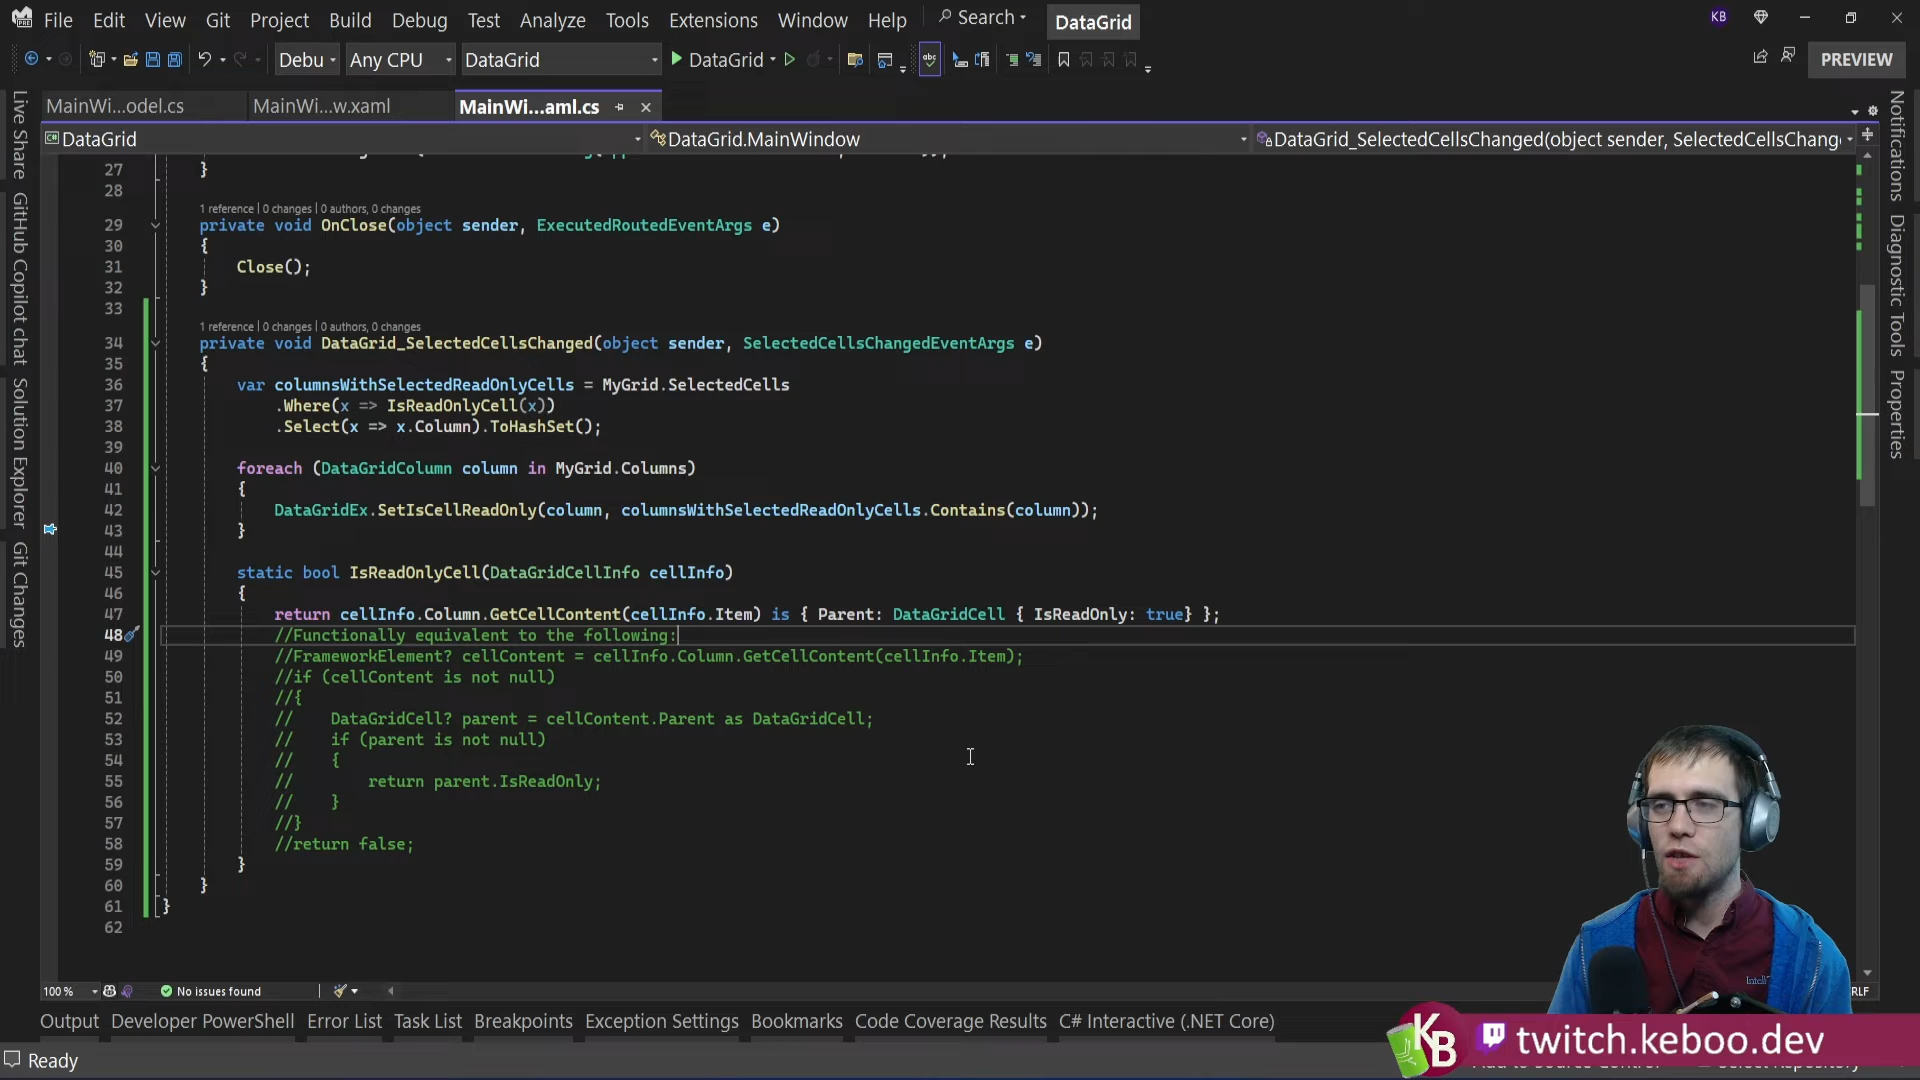 File Edit View Git Project Build Debug Test Analyze Tools Extensions Window Help Search DataGrid KB
Debu Any CPU DataGrid DataGrid PREVIEW
MainWi...odel.cs MainWi...w.xaml MainWi...aml.cs
DataGrid DataGrid.MainWindow DataGrid_SelectedCellsChanged(object sender, SelectedCellsChange
Live Share
GitHub Copilot chat
Solution Explorer
Git Changes
27 }
28
1 reference | 0 changes | 0 authors, 0 changes
29 private void OnClose(object sender, ExecutedRoutedEventArgs e)
30 {
31 Close();
32 }
33
1 reference | 0 changes | 0 authors, 0 changes
34 private void DataGrid_SelectedCellsChanged(object sender, SelectedCellsChangedEventArgs e)
35 {
36 var columnsWithSelectedReadOnlyCells = MyGrid.SelectedCells
37 .Where(x => IsReadOnlyCell(x))
38 .Select(x => x.Column).ToHashSet();
39
40 foreach (DataGridColumn column in MyGrid.Columns)
41 {
42 DataGridEx.SetIsCellReadOnly(column, columnsWithSelectedReadOnlyCells.Contains(column));
43 }
44
45 static bool IsReadOnlyCell(DataGridCellInfo cellInfo)
46 {
47 return cellInfo.Column.GetCellContent(cellInfo.Item) is { Parent: DataGridCell { IsReadOnly: true} };
48 //Functionally equivalent to the following:
49 //FrameworkElement? cellContent = cellInfo.Column.GetCellContent(cellInfo.Item);
50 //if (cellContent is not null)
51 //{
52 // DataGridCell? parent = cellContent.Parent as DataGridCell;
53 // if (parent is not null)
54 // {
55 // return parent.IsReadOnly;
56 // }
57 //}
58 //return false;
59 }
60 }
61 }
62
Notifications
Diagnostic Tools
Properties
100 % No issues found RLF
Output Developer PowerShell Error List Task List Breakpoints Exception Settings Bookmarks Code Coverage Results C# Interactive (.NET Core)
Ready
KB twitch.keboo.dev